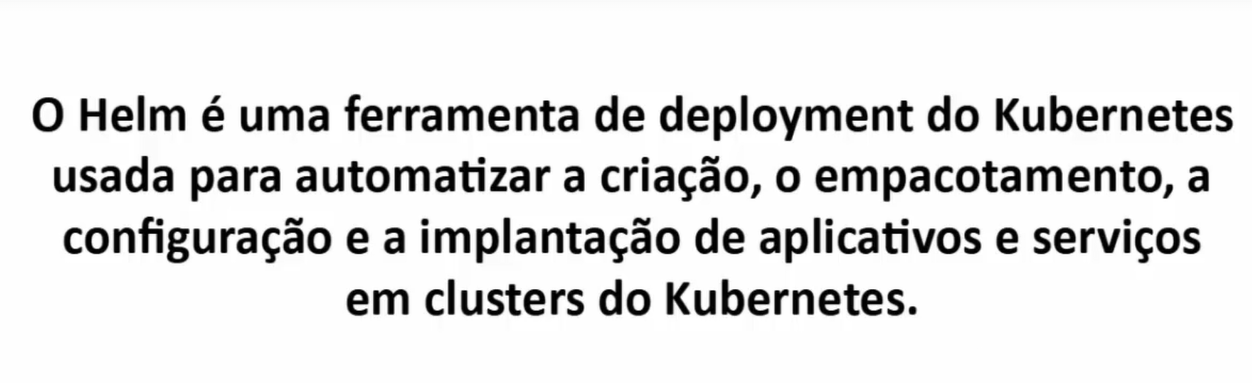 O Helm é uma ferramenta de deployment do Kubernetes
usada para automatizar a criação, o empacotamento, a
configuração e a implantação de aplicativos e serviços
em clusters do Kubernetes.